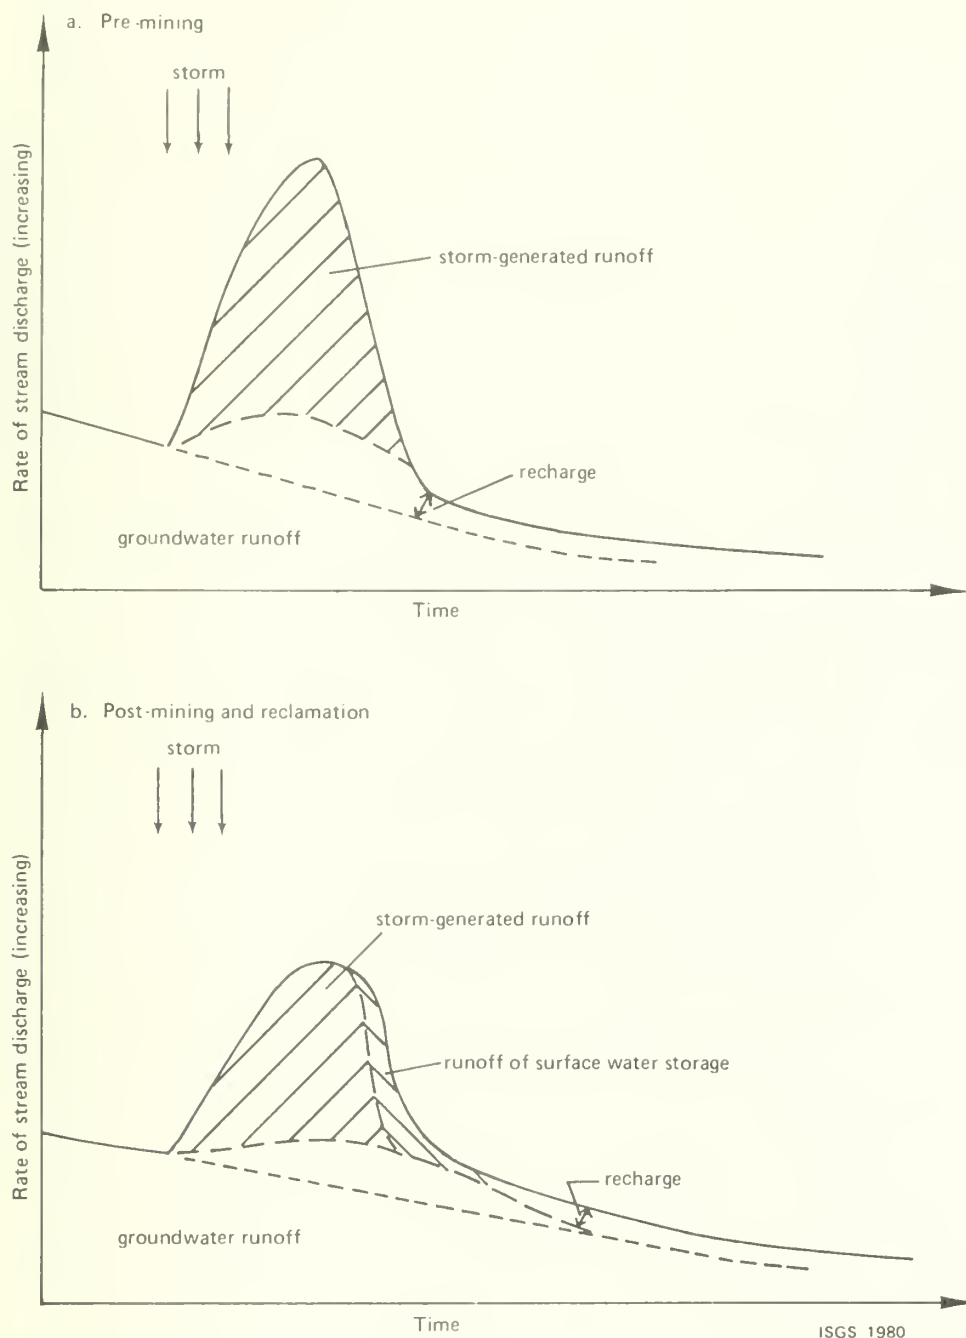 a. Pre-mining
storm
storm-generated runoff
recharge
groundwater runoff
Rate of stream discharge (increasing)
Time
b. Post-mining and reclamation
storm
storm-generated runoff
runoff of surface water storage
recharge
groundwater runoff
Rate of stream discharge (increasing)
Time
ISGS 1980